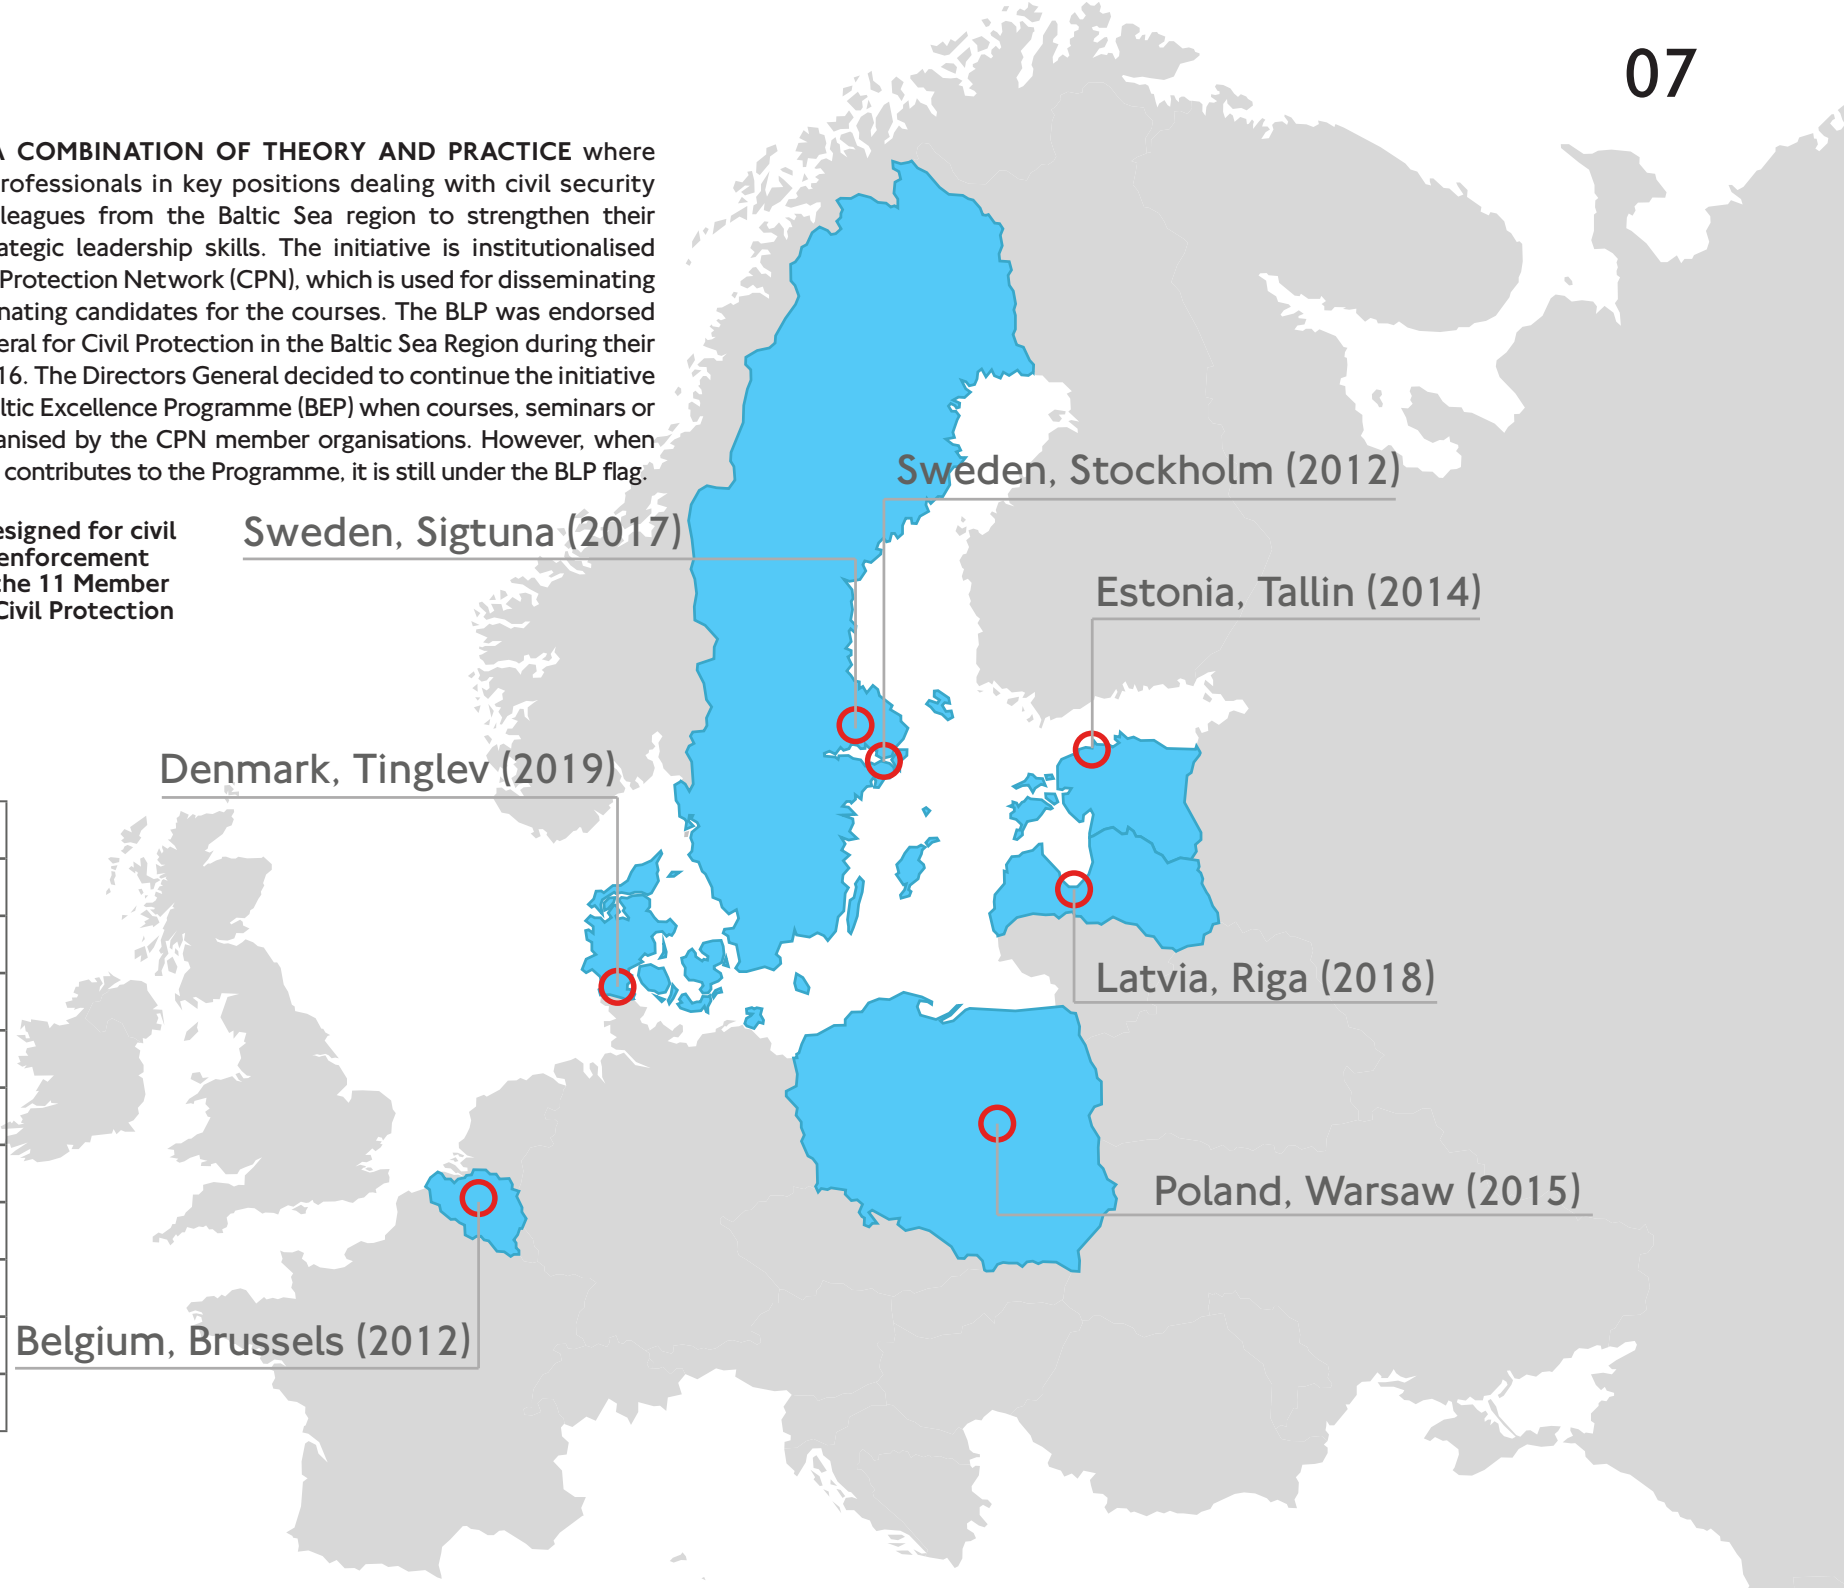 07
A COMBINATION OF THEORY AND PRACTICE where
rofessionals in key positions dealing with civil security
leagues from the Baltic Sea region to strengthen their
ategic leadership skills. The initiative is institutionalised
Protection Network (CPN), which is used for disseminating
nating candidates for the courses. The BLP was endorsed
eral for Civil Protection in the Baltic Sea Region during their
16. The Directors General decided to continue the initiative
ltic Excellence Programme (BEP) when courses, seminars or
anised by the CPN member organisations. However, when
contributes to the Programme, it is still under the BLP flag.
esigned for civil
enforcement
the 11 Member
Civil Protection
Sweden, Stockholm (2012)
Sweden, Sigtuna (2017)
Estonia, Tallin (2014)
Denmark, Tinglev (2019)
Latvia, Riga (2018)
Poland, Warsaw (2015)
Belgium, Brussels (2012)